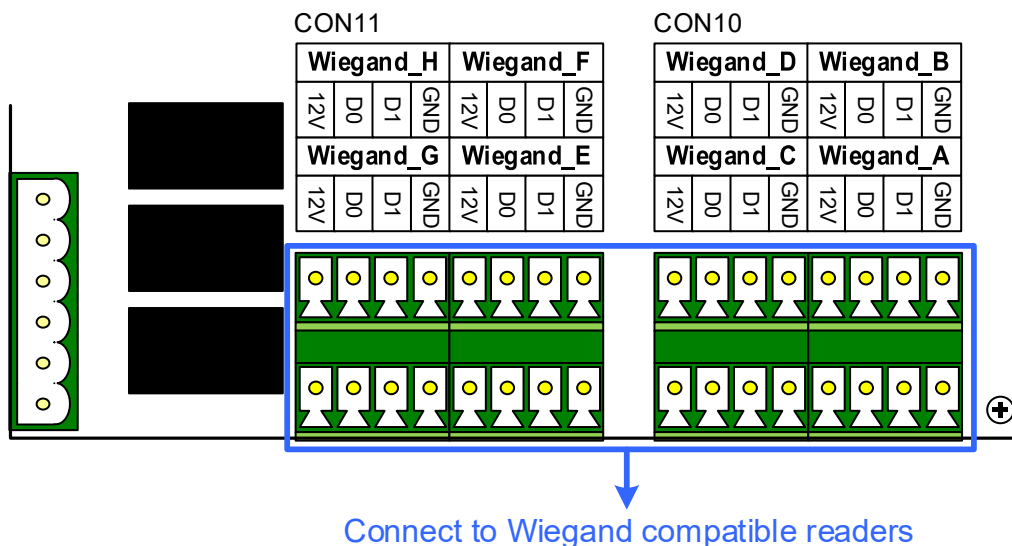 CON11 CON10
Wiegand_H Wiegand_F Wiegand_D Wiegand_B
12V D0 D1 GND 12V D0 D1 GND 12V D0 D1 GND 12V D0 D1 GND
Wiegand_G Wiegand_E Wiegand_C Wiegand_A
12V D0 D1 GND 12V D0 D1 GND 12V D0 D1 GND 12V D0 D1 GND
Connect to Wiegand compatible readers